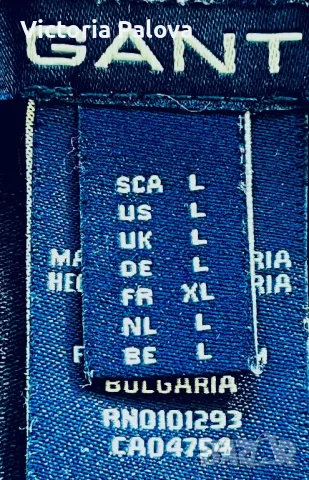 Victoria Palova
GANT
SCA L
US L
UK L
DE L
FR XL
NL L
BE L
BULGARIA
RN0101293
CA04754